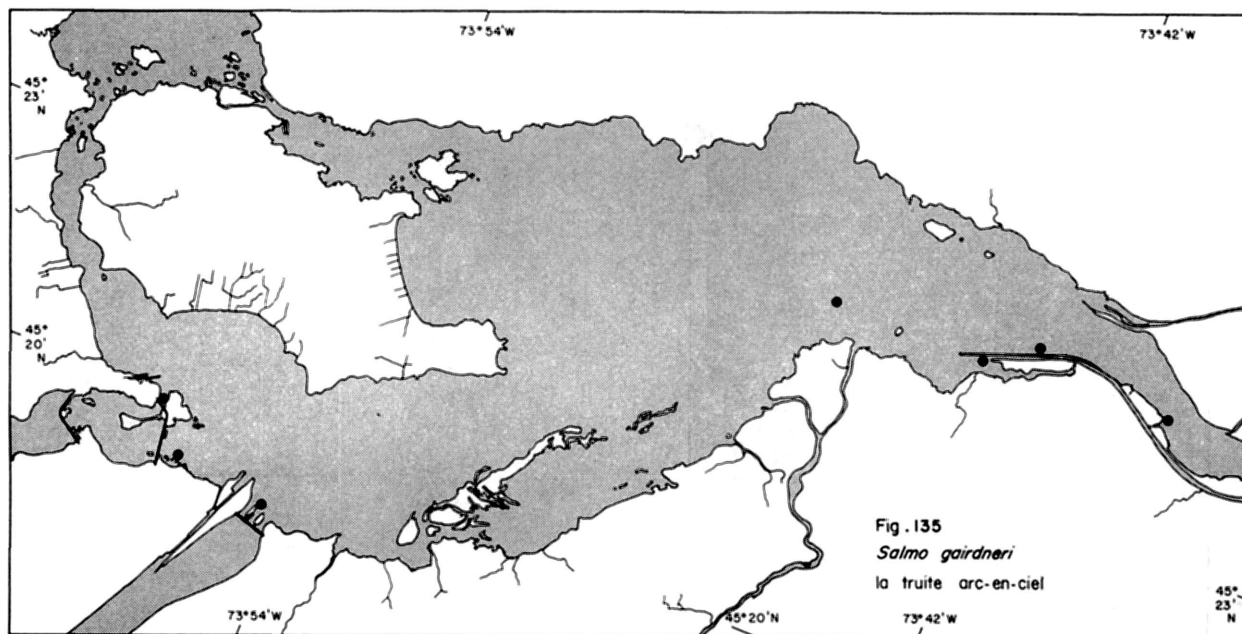 73°54'W
73°42'W
45°
23'
N
45°
20'
N
Fig.135
Salmo gairdneri
la truite arc-en-ciel
73°54'W
45°20'N
73°42'W
45°
23'
N